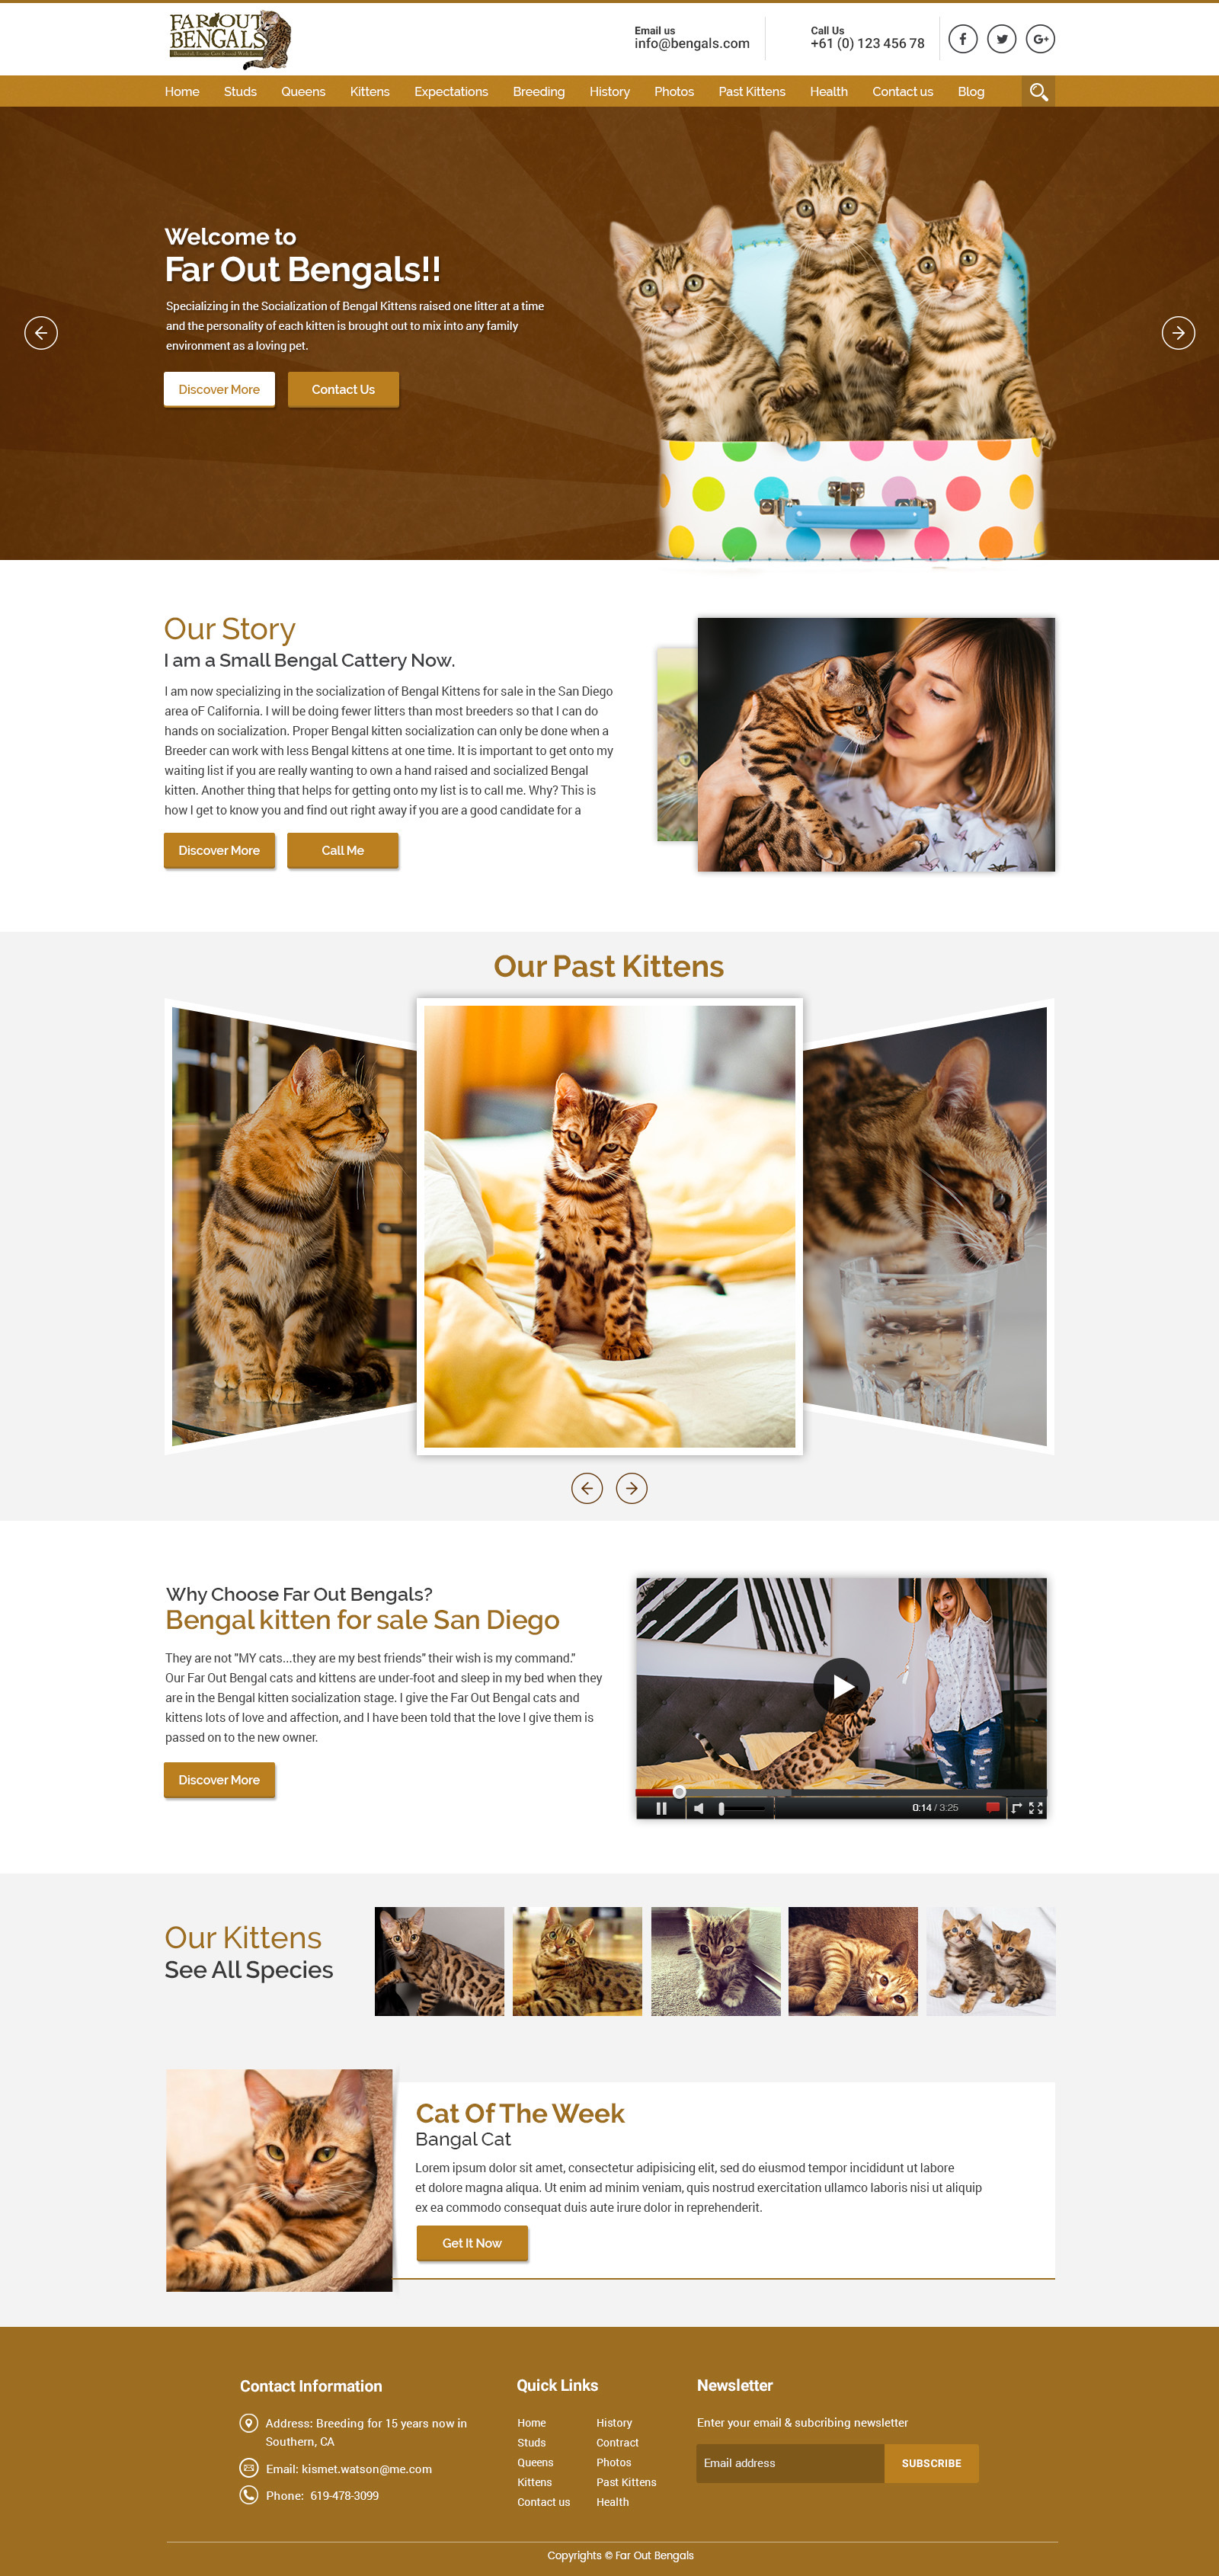 FAR OUT
BENGALS
Email us
info@bengals.com
Call Us
+61 (0) 123 456 78
Home Studs Queens Kittens Expectations Breeding History Photos Past Kittens Health Contact us Blog
Welcome to
Far Out Bengals!!
Specializing in the Socialization of Bengal Kittens raised one litter at a time
and the personality of each kitten is brought out to mix into any family
environment as a loving pet.
Discover More Contact Us
Our Story
I am a Small Bengal Cattery Now.
I am now specializing in the socialization of Bengal Kittens for sale in the San Diego
area oF California. I will be doing fewer litters than most breeders so that I can do
hands on socialization. Proper Bengal kitten socialization can only be done when a
Breeder can work with less Bengal kittens at one time. It is important to get onto my
waiting list if you are really wanting to own a hand raised and socialized Bengal
kitten. Another thing that helps for getting onto my list is to call me. Why? This is
how I get to know you and find out right away if you are a good candidate for a
Discover More Call Me
Our Past Kittens
Why Choose Far Out Bengals?
Bengal kitten for sale San Diego
They are not "MY cats...they are my best friends" their wish is my command."
Our Far Out Bengal cats and kittens are under-foot and sleep in my bed when they
are in the Bengal kitten socialization stage. I give the Far Out Bengal cats and
kittens lots of love and affection, and I have been told that the love I give them is
passed on to the new owner.
Discover More
0:14 / 3:25
Our Kittens
See All Species
Cat Of The Week
Bangal Cat
Lorem ipsum dolor sit amet, consectetur adipisicing elit, sed do eiusmod tempor incididunt ut labore
et dolore magna aliqua. Ut enim ad minim veniam, quis nostrud exercitation ullamco laboris nisi ut aliquip
ex ea commodo consequat duis aute irure dolor in reprehenderit.
Get It Now
Contact Information
Address: Breeding for 15 years now in
Southern, CA
Email: kismet.watson@me.com
Phone: 619-478-3099
Quick Links
Home History
Studs Contract
Queens Photos
Kittens Past Kittens
Contact us Health
Newsletter
Enter your email & subcribing newsletter
Email address SUBSCRIBE
Copyrights © Far Out Bengals